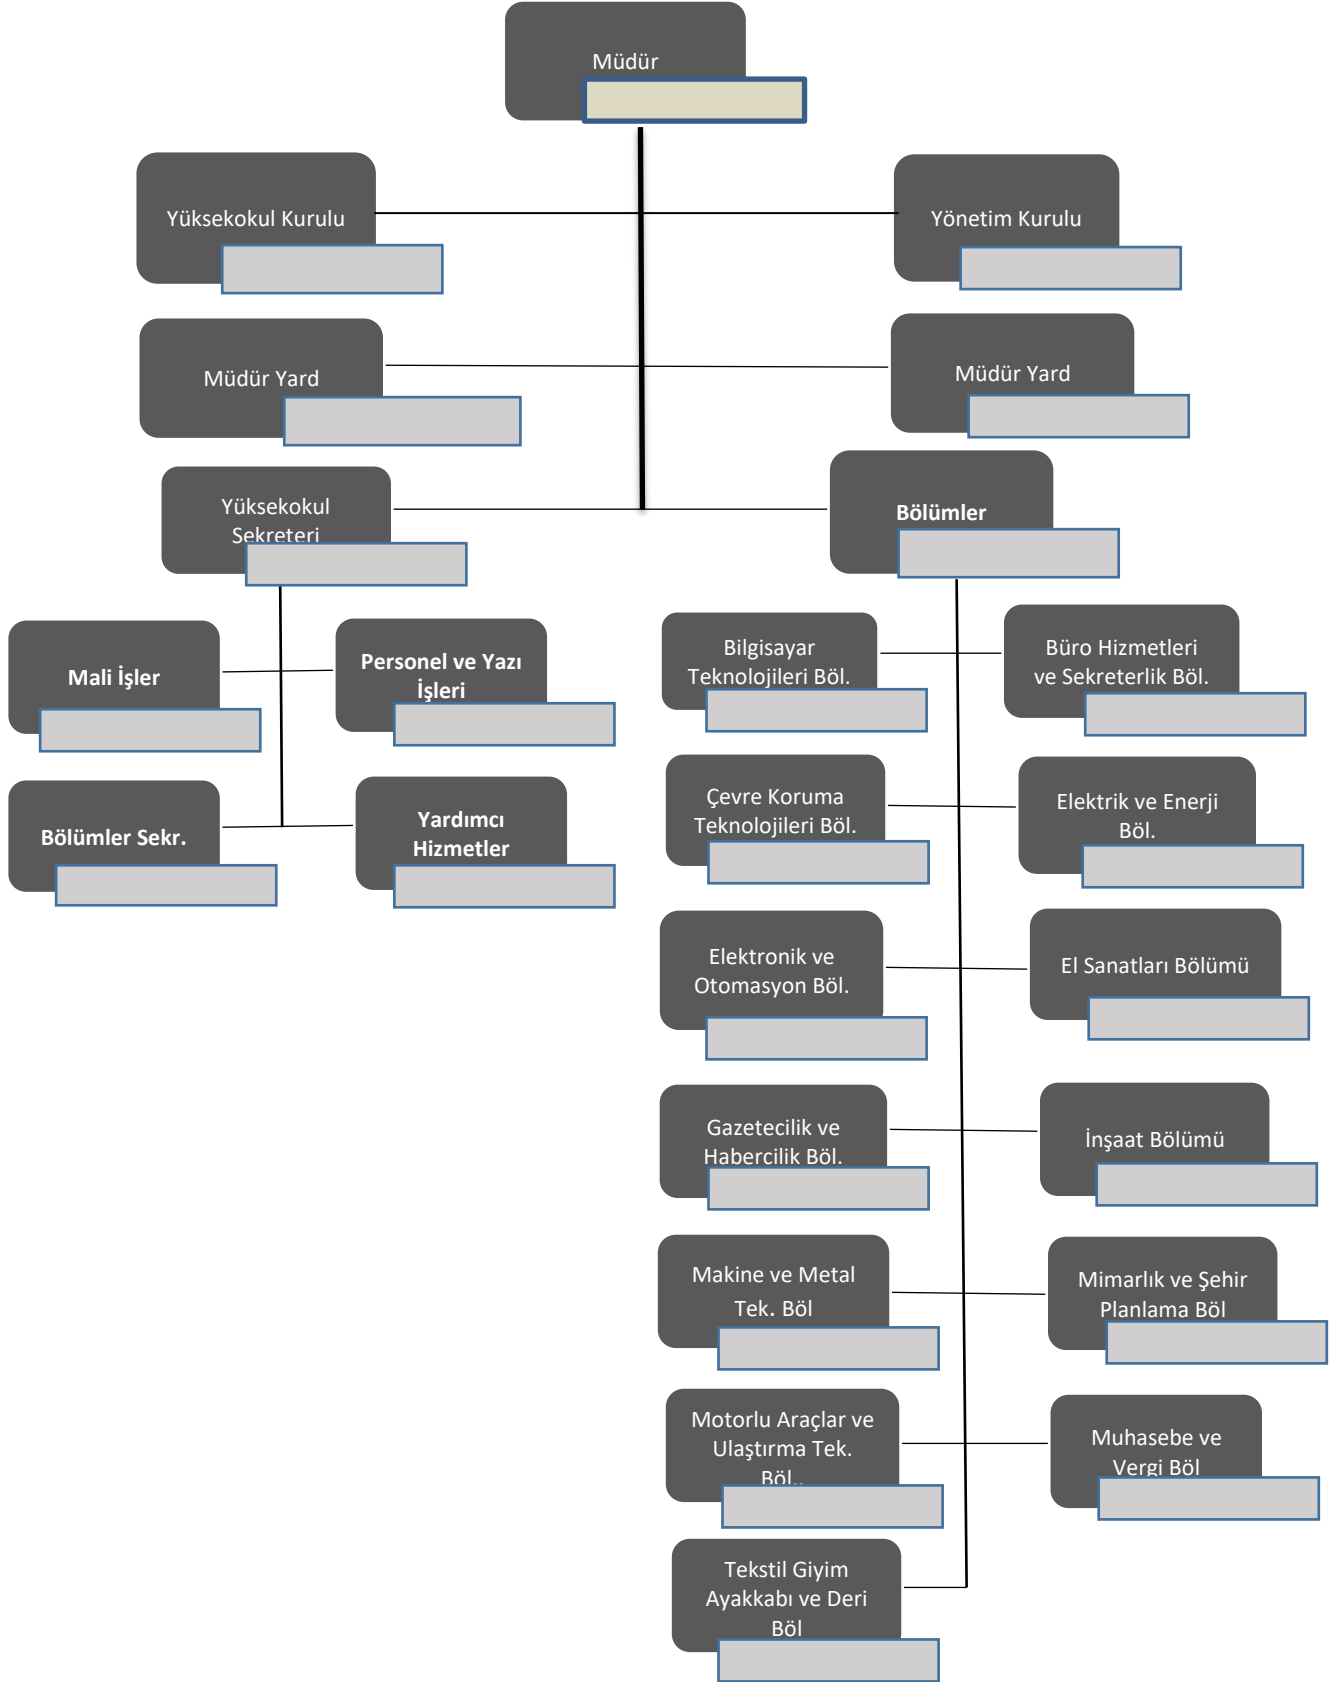 Müdür
Yüksekokul Kurulu
Yönetim Kurulu
Müdür Yard
Müdür Yard
Yüksekokul
Sekreteri
Bölümler
Mali İşler
Personel ve Yazı
İşleri
Bölümler Sekr.
Yardımcı
Hizmetler
Bilgisayar
Teknolojileri Böl.
Büro Hizmetleri
ve Sekreterlik Böl.
Çevre Koruma
Teknolojileri Böl.
Elektrik ve Enerji
Böl.
Elektronik ve
Otomasyon Böl.
El Sanatları Bölümü
Gazetecilik ve
Habercilik Böl.
İnşaat Bölümü
Makine ve Metal
Tek. Böl
Mimarlık ve Şehir
Planlama Böl
Motorlu Araçlar ve
Ulaştırma Tek.
Böl..
Muhasebe ve
Vergi Böl
Tekstil Giyim
Ayakkabı ve Deri
Böl